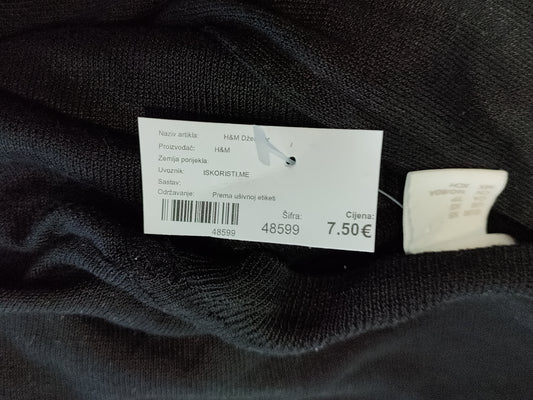 Naziv artikla: H&M
Proizvođač: H&M
Zemlja porijekla:
Uvoznik: ISKORISTI.ME
Sastav:
Održavanje: Prema ušivnoj etiketi
Šifra: Cijena:
48599 48599 7.50€